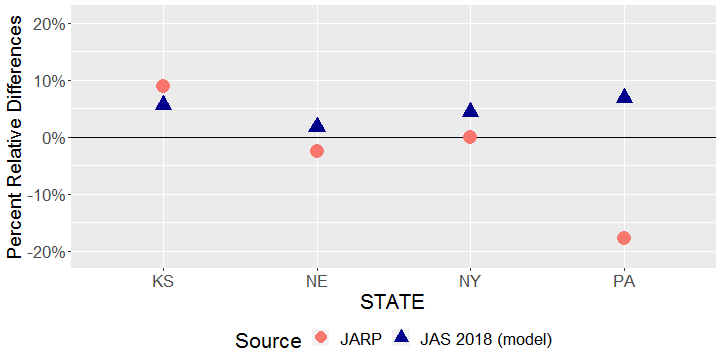 Percent Relative Differences
20%
10%
0%
-10%
-20%
KS NE NY PA
STATE
Source JARP JAS 2018 (model)